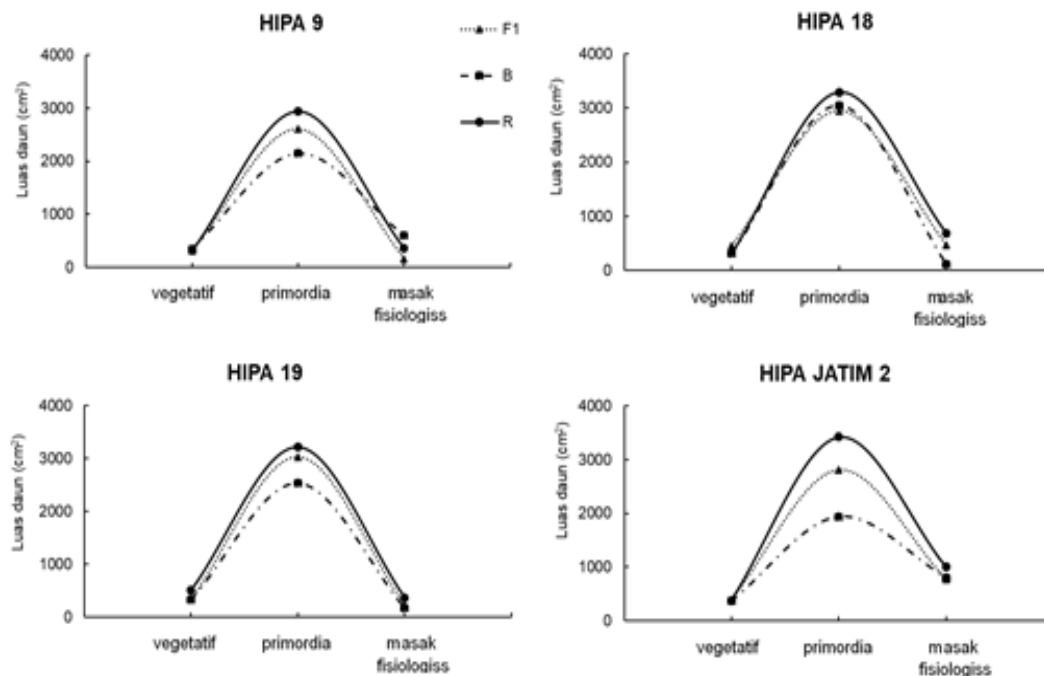 HIPA 9
F1
B
R
Luas daun (cm²)
4000
3000
2000
1000
0
vegetatif primordia masak
fisiologiss
HIPA 18
Luas daun (cm²)
4000
3000
2000
1000
0
vegetatif primordia masak
fisiologiss
HIPA 19
Luas daun (cm²)
4000
3000
2000
1000
0
vegetatif primordia masak
fisiologiss
HIPA JATIM 2
Luas daun (cm²)
4000
3000
2000
1000
0
vegetatif primordia masak
fisiologiss